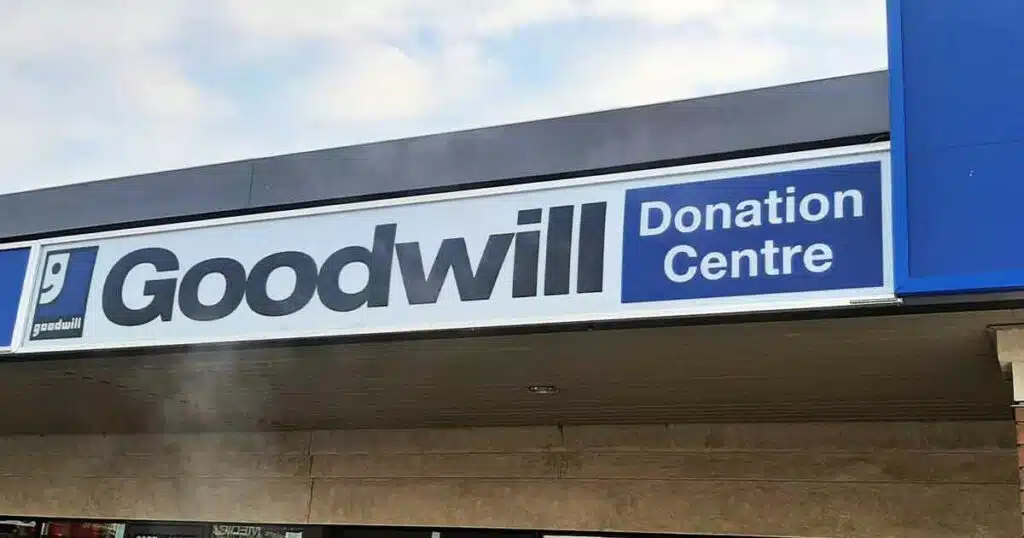 g
goodwill
Goodwill
Donation
Centre